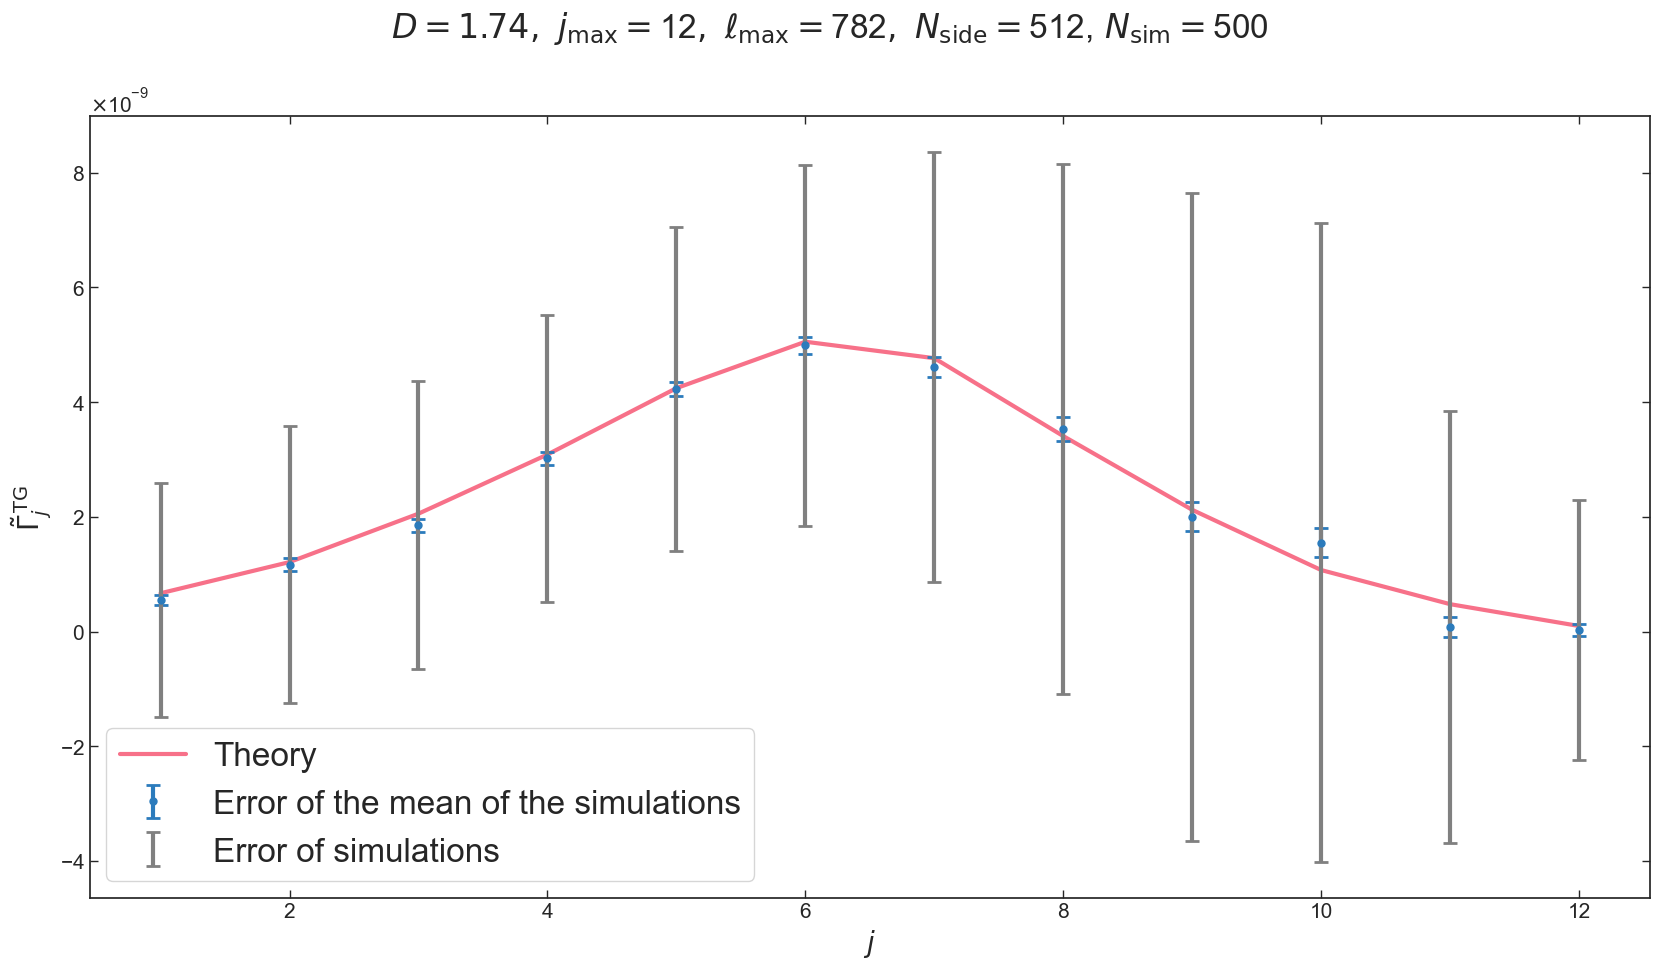 D = 1.74, j_max = 12, ℓ_max = 782, N_side = 512, N_sim = 500
×10⁻⁹
8
6
4
2
0
−2
−4
Γ̃_j^TG
Theory
Error of the mean of the simulations
Error of simulations
2 4 6 8 10 12
j